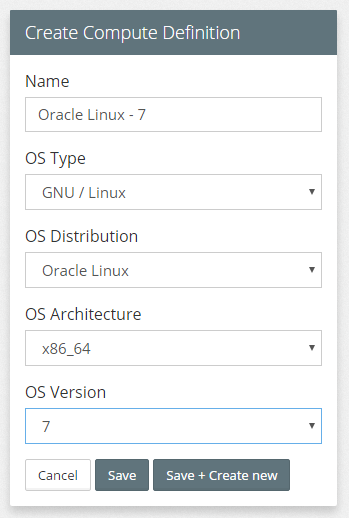 Create Compute Definition
Name
Oracle Linux - 7
OS Type
GNU / Linux
OS Distribution
Oracle Linux
OS Architecture
x86_64
OS Version
7
Cancel Save Save + Create new